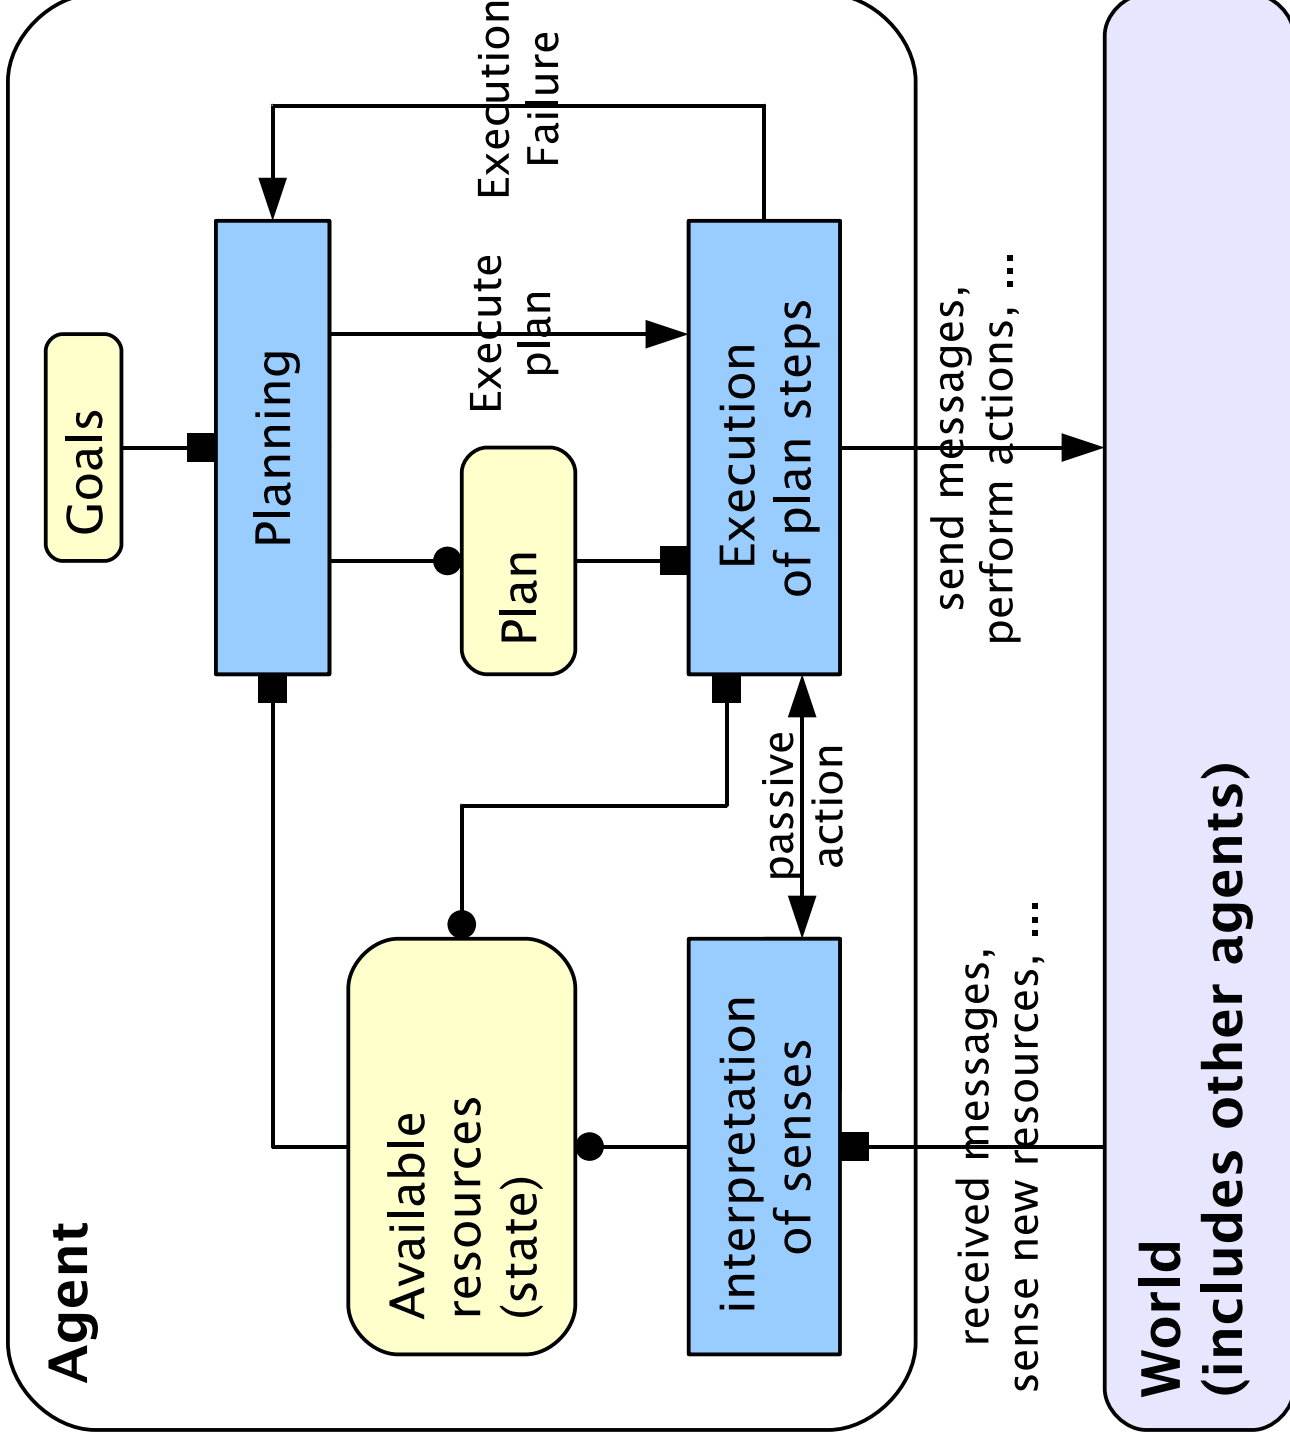 Agent
Goals
Planning
Execution
Failure
Execute
plan
Plan
Available
resources
(state)
Execution
of plan steps
passive
action
interpretation
of senses
received messages,
sense new resources, ...
send messages,
perform actions, ...
World
(includes other agents)